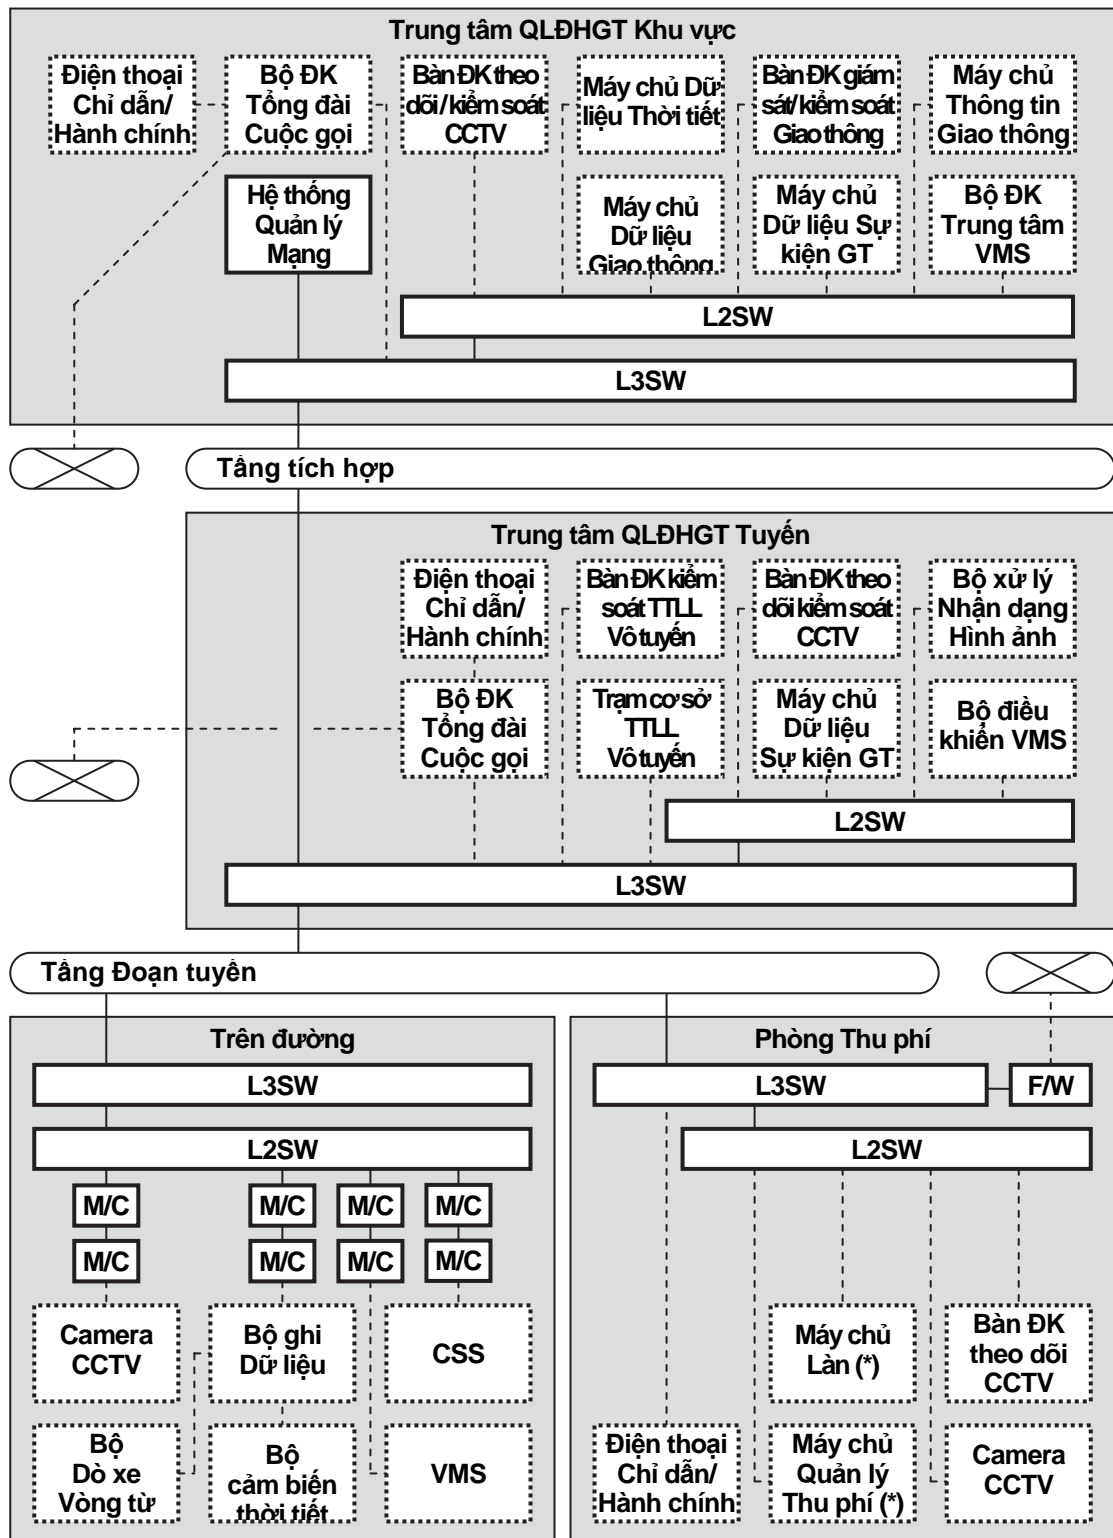 Trung tâm QLĐHGT Khu vực
Điện thoại
Chỉ dẫn/
Hành chính
Bộ ĐK
Tổng đài
Cuộc gọi
Bàn ĐK theo
dõi / kiểm soát
CCTV
Máy chủ Dữ
liệu Thời tiết
Bàn ĐK giám
sát/ kiểm soát
Giao thông
Máy chủ
Thông tin
Giao thông
Hệ thống
Quản lý
Mạng
Máy chủ
Dữ liệu
Giao thông
Máy chủ
Dữ liệu Sự
kiện GT
Bộ ĐK
Trung tâm
VMS
L2SW
L3SW
Tầng tích hợp
Trung tâm QLĐHGT Tuyến
Điện thoại
Chỉ dẫn/
Hành chính
Bàn ĐK kiểm
soát TTLL
Vô tuyến
Bàn ĐK theo
dõi kiểm soát
CCTV
Bộ xử lý
Nhận dạng
Hình ảnh
Bộ ĐK
Tổng đài
Cuộc gọi
Trạm cơ sở
TTLL
Vô tuyến
Máy chủ
Dữ liệu
Sự kiện GT
Bộ điều
khiển VMS
L2SW
L3SW
Tầng Đoạn tuyến
Trên đường
L3SW
L2SW
M/C M/C M/C M/C
M/C M/C M/C M/C
Camera
CCTV
Bộ ghi
Dữ liệu
CSS
Bộ
Dò xe
Vòng từ
Bộ
cảm biến
thời tiết
VMS
Phòng Thu phí
L3SW
F/W
L2SW
Máy chủ
Làn (*)
Bàn ĐK
theo dõi
CCTV
Điện thoại
Chỉ dẫn/
Hành chính
Máy chủ
Quản lý
Thu phí (*)
Camera
CCTV